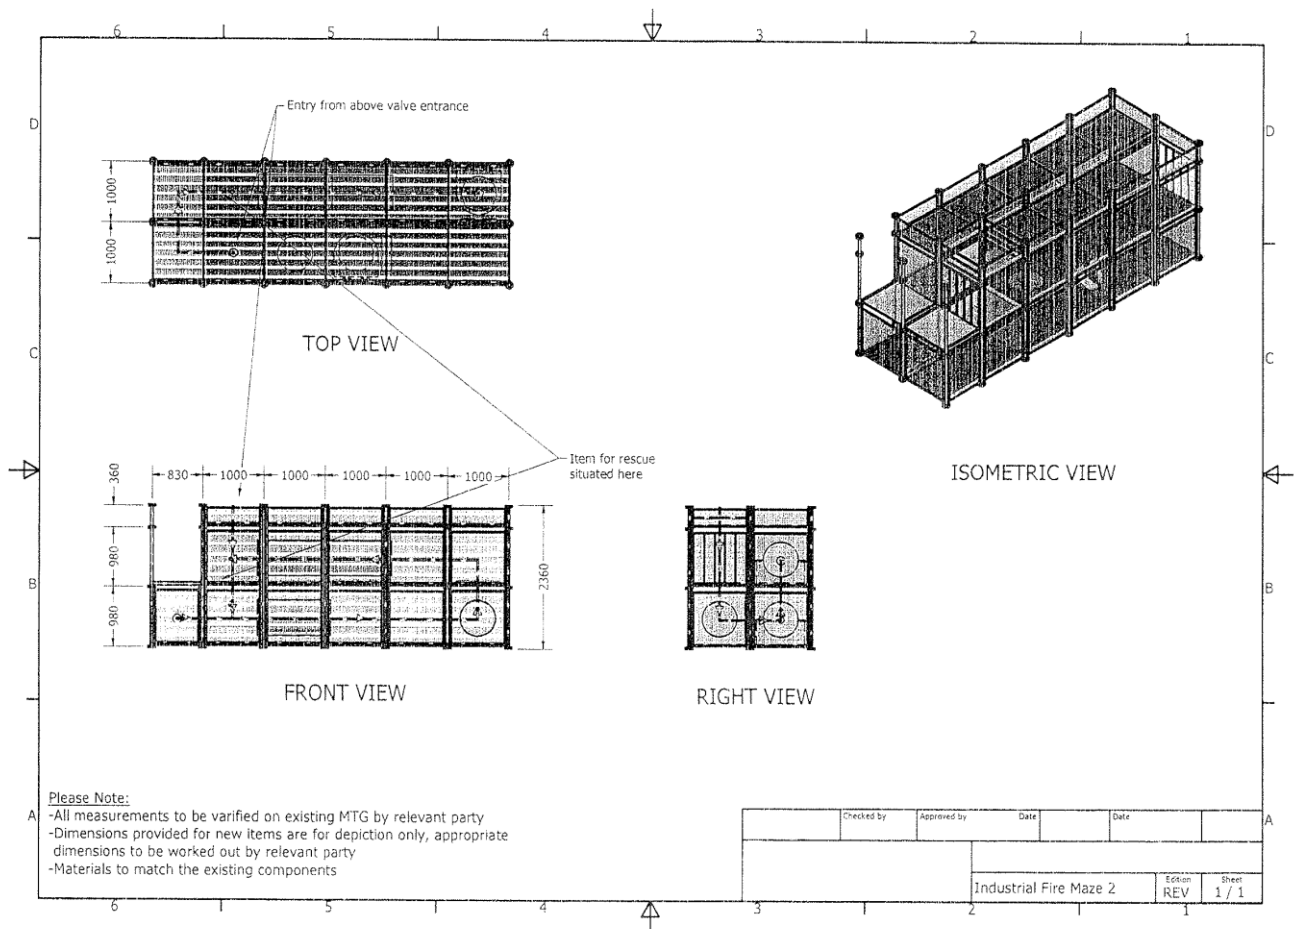 6 5 4 3 2 1
D D
Entry from above valve entrance
1000
1000
TOP VIEW
C C
Item for rescue
situated here
ISOMETRIC VIEW
360 830 1000 1000 1000 1000 1000
980
980
2360
B B
FRONT VIEW
RIGHT VIEW
Please Note:
-All measurements to be varified on existing MTG by relevant party
-Dimensions provided for new items are for depiction only, appropriate
dimensions to be worked out by relevant party
-Materials to match the existing components
A A
Checked by Approved by Date Date
Industrial Fire Maze 2
Edition
REV
Sheet
1 / 1
6 5 4 3 2 1